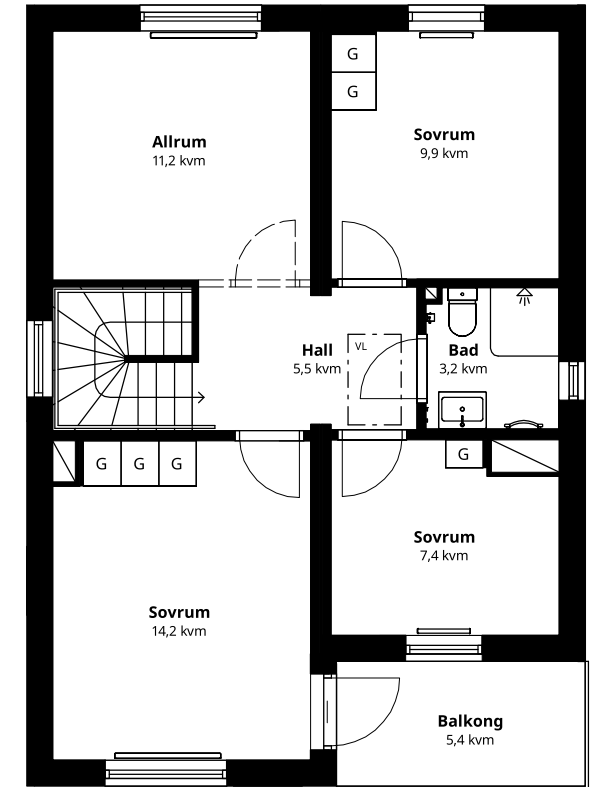 G
G
Allrum
11,2 kvm
Sovrum
9,9 kvm
Hall
5,5 kvm
VL
Bad
3,2 kvm
G G G
G
Sovrum
7,4 kvm
Sovrum
14,2 kvm
Balkong
5,4 kvm